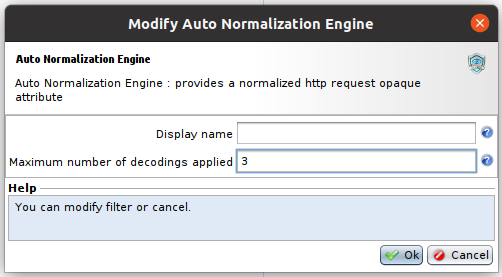 Modify Auto Normalization Engine
Auto Normalization Engine
Auto Normalization Engine : provides a normalized http request opaque
attribute
Display name
Maximum number of decodings applied 3
Help
You can modify filter or cancel.
Ok Cancel